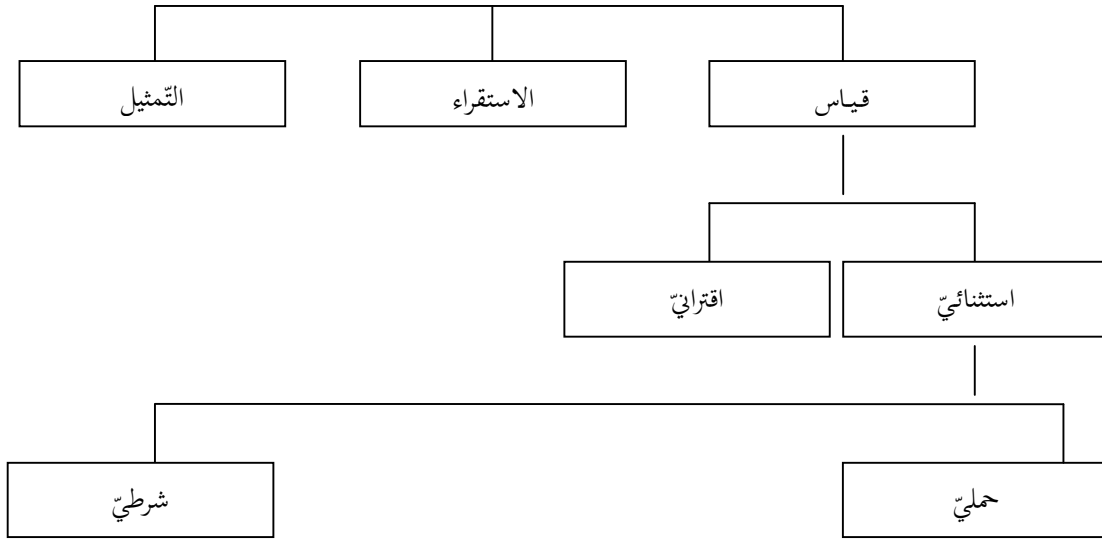 قياس
الاستقراء
التّمثيل
استثنائيّ
اقترانيّ
حمليّ
شرطيّ